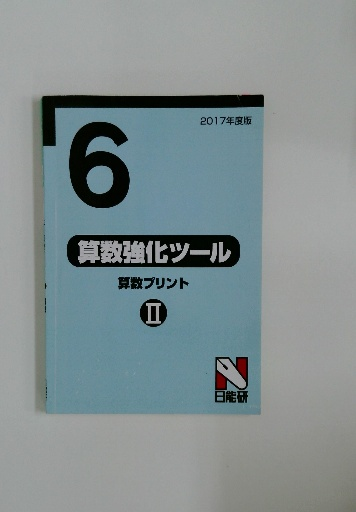 2017年度版
6
算数強化ツール
算数プリント
Ⅱ
N
日能研